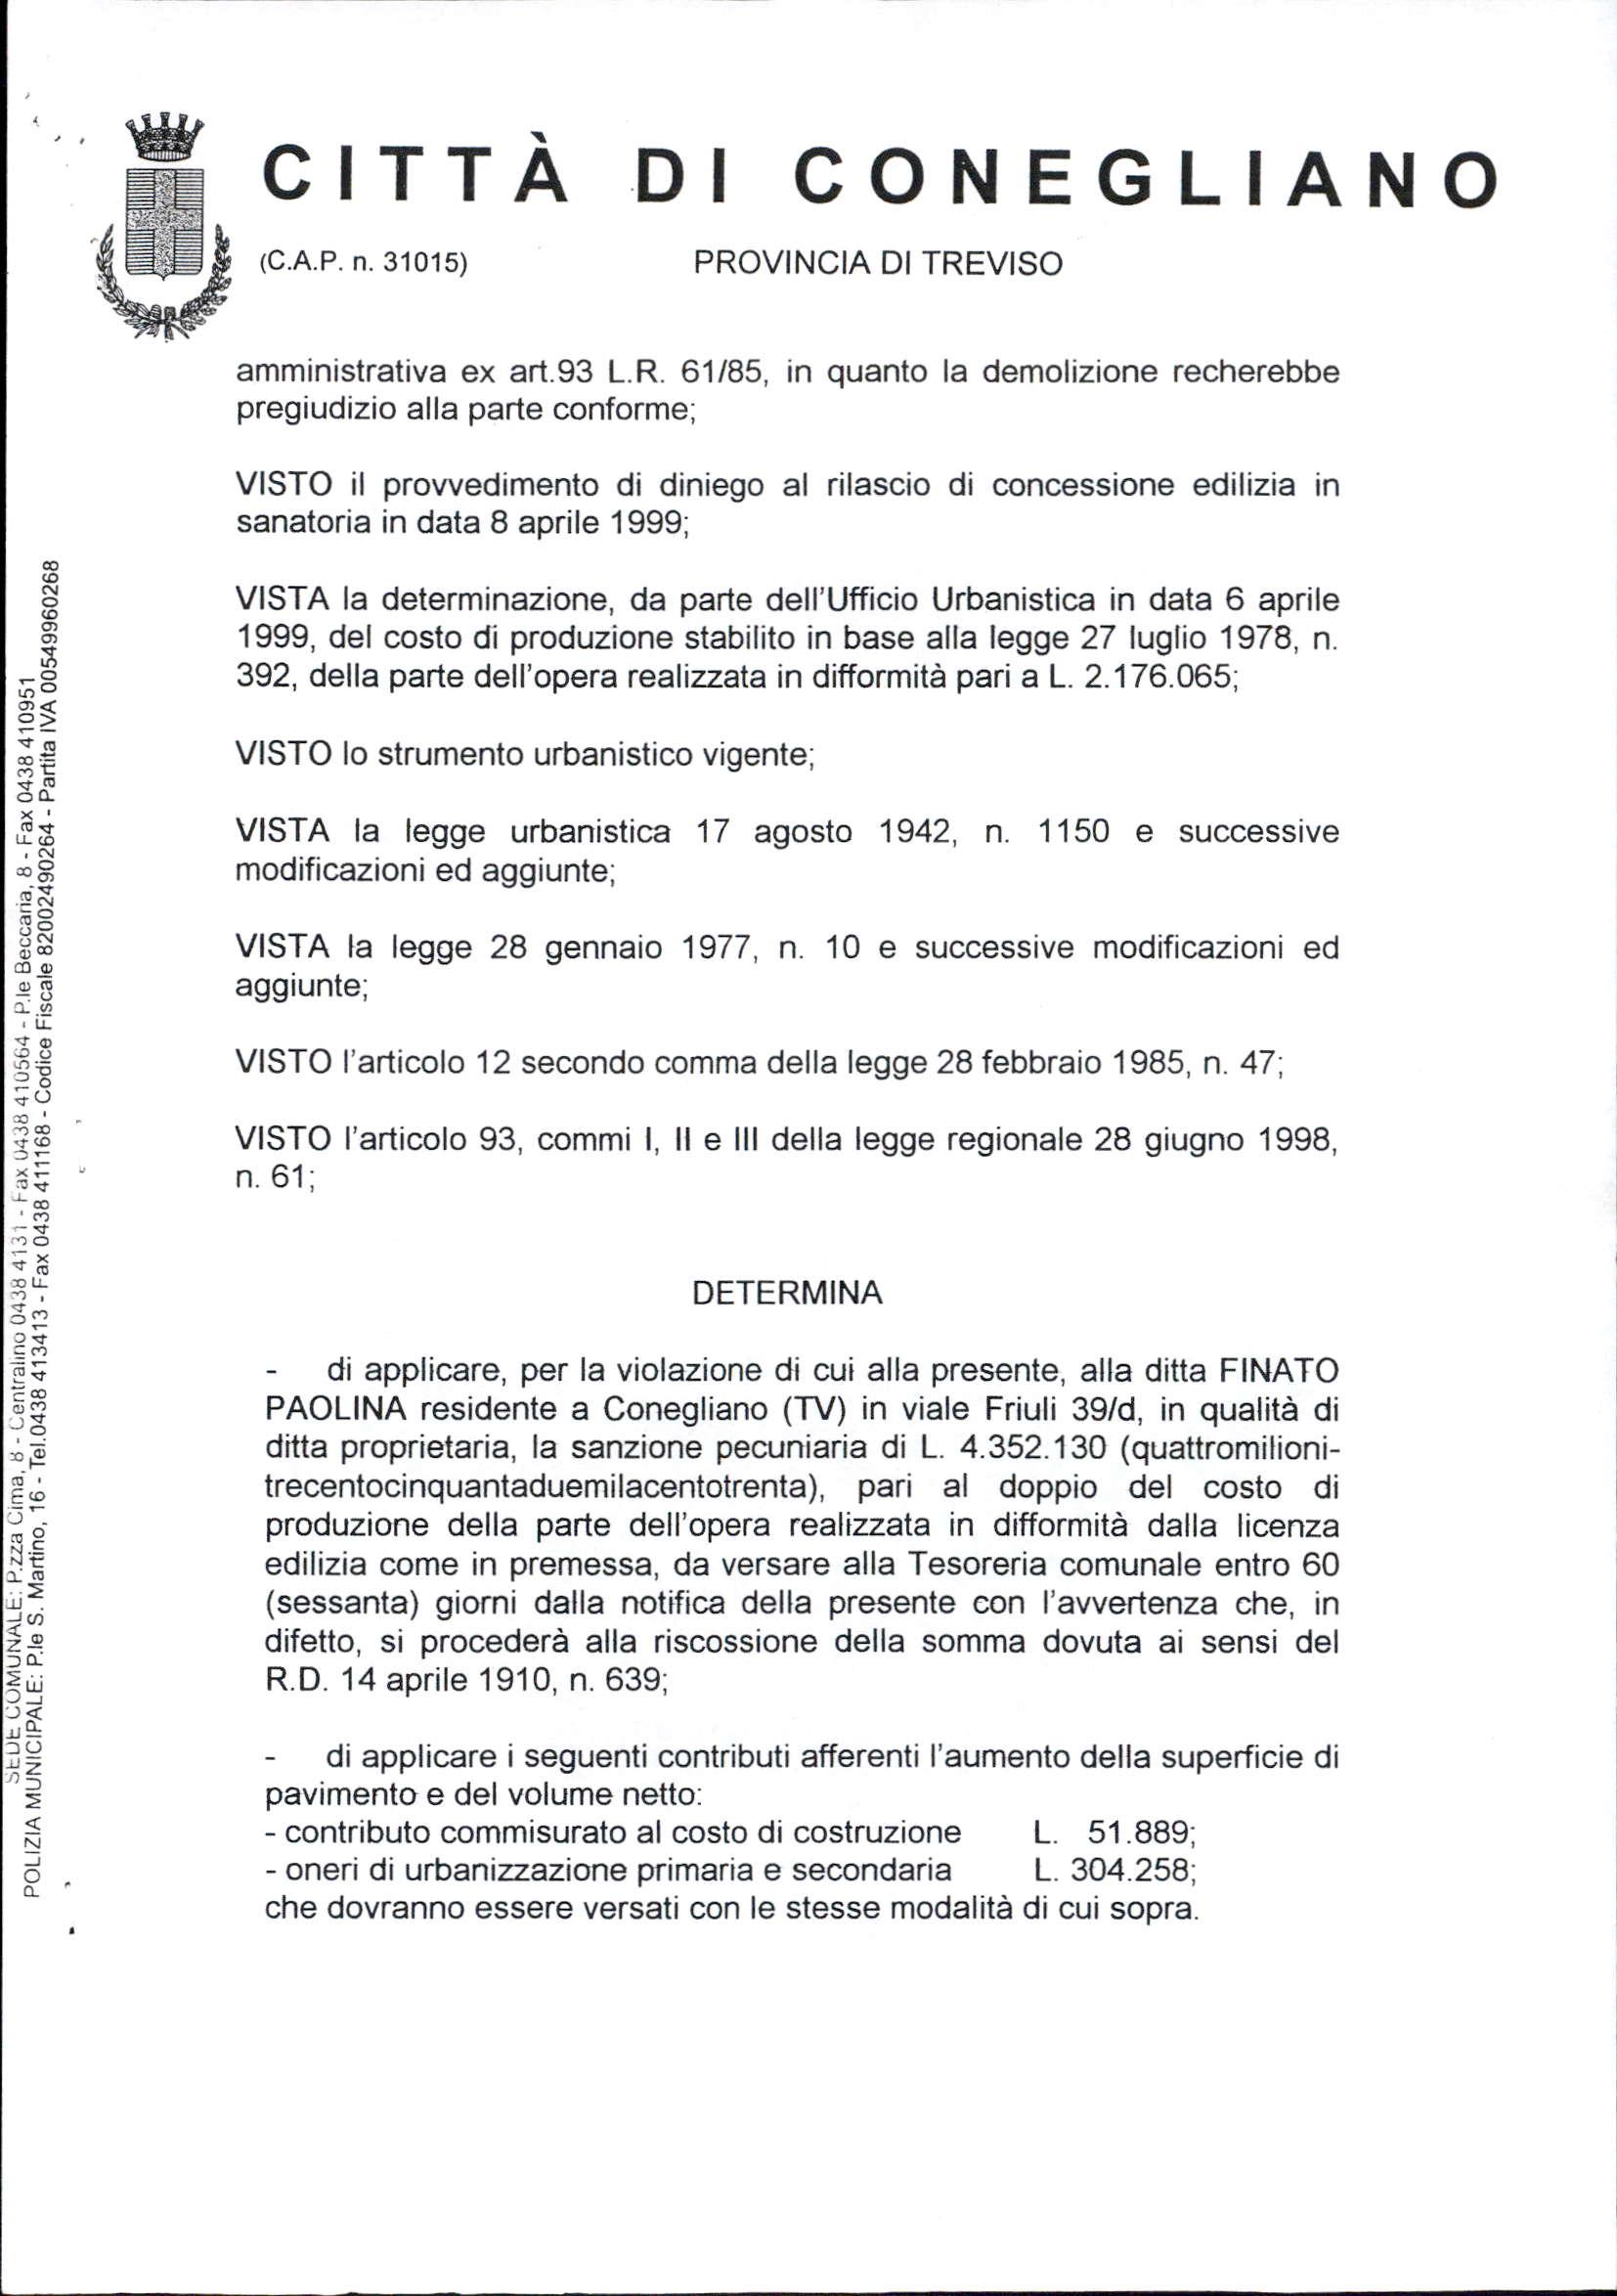 CITTÀ DI CONEGLIANO
(C.A.P. n. 31015) PROVINCIA DI TREVISO
amministrativa ex art.93 L.R. 61/85, in quanto la demolizione recherebbe
pregiudizio alla parte conforme;
VISTO il provvedimento di diniego al rilascio di concessione edilizia in
sanatoria in data 8 aprile 1999;
VISTA la determinazione, da parte dell'Ufficio Urbanistica in data 6 aprile
1999, del costo di produzione stabilito in base alla legge 27 luglio 1978, n.
392, della parte dell'opera realizzata in difformità pari a L. 2.176.065;
VISTO lo strumento urbanistico vigente;
VISTA la legge urbanistica 17 agosto 1942, n. 1150 e successive
modificazioni ed aggiunte;
VISTA la legge 28 gennaio 1977, n. 10 e successive modificazioni ed
aggiunte;
VISTO l'articolo 12 secondo comma della legge 28 febbraio 1985, n. 47;
VISTO l'articolo 93, commi I, II e III della legge regionale 28 giugno 1998,
n. 61;
DETERMINA
- di applicare, per la violazione di cui alla presente, alla ditta FINATO
PAOLINA residente a Conegliano (TV) in viale Friuli 39/d, in qualità di
ditta proprietaria, la sanzione pecuniaria di L. 4.352.130 (quattromilioni-
trecentocinquantaduemilacentotrenta), pari al doppio del costo di
produzione della parte dell'opera realizzata in difformità dalla licenza
edilizia come in premessa, da versare alla Tesoreria comunale entro 60
(sessanta) giorni dalla notifica della presente con l'avvertenza che, in
difetto, si procederà alla riscossione della somma dovuta ai sensi del
R.D. 14 aprile 1910, n. 639;
- di applicare i seguenti contributi afferenti l'aumento della superficie di
pavimento e del volume netto:
- contributo commisurato al costo di costruzione L. 51.889;
- oneri di urbanizzazione primaria e secondaria L. 304.258;
che dovranno essere versati con le stesse modalità di cui sopra.
SEDE COMUNALE: P.zza Cima, 8 - Centralino 0438 4131 - Fax 0438 410564 - P.le Beccaria, 8 - Fax 0438 410951
POLIZIA MUNICIPALE: P.le S. Martino, 16 - Tel.0438 413413 - Fax 0438 411168 - Codice Fiscale 82002490264 - Partita IVA 00549960268